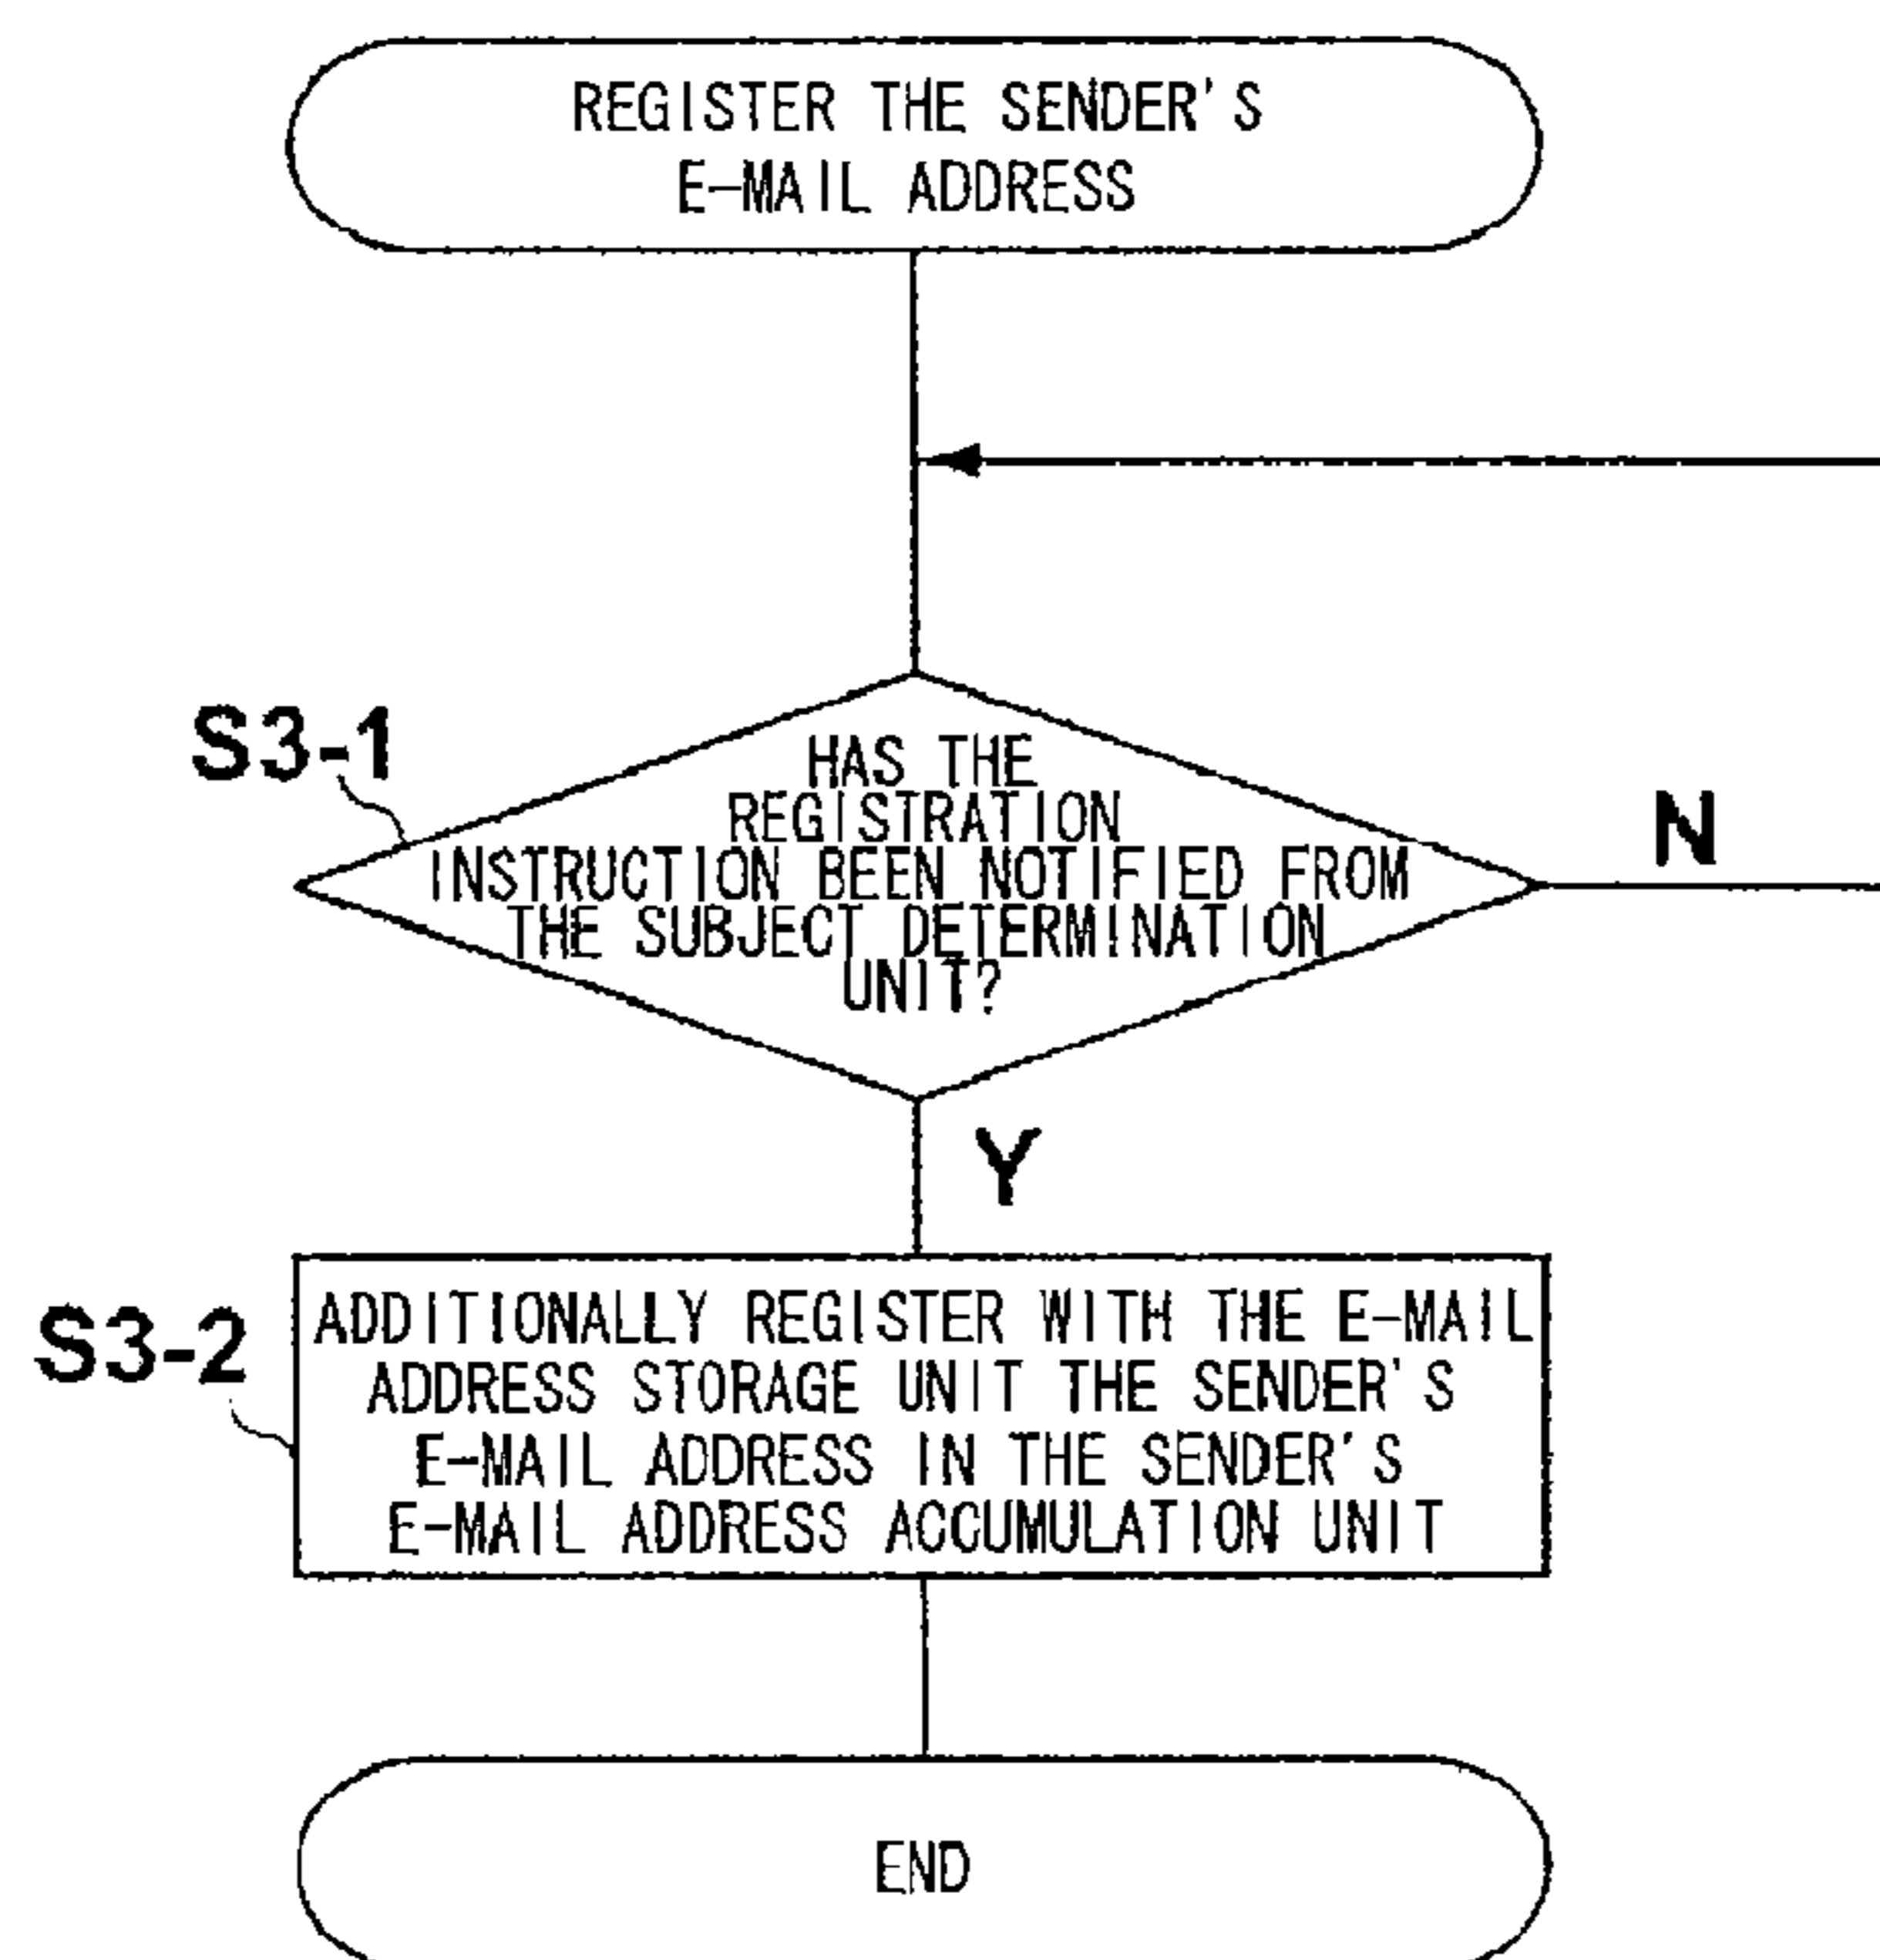 REGISTER THE SENDER'S
E-MAIL ADDRESS
S3-1
HAS THE
REGISTRATION
INSTRUCTION BEEN NOTIFIED FROM
THE SUBJECT DETERMINATION
UNIT?
N
Y
S3-2
ADDITIONALLY REGISTER WITH THE E-MAIL
ADDRESS STORAGE UNIT THE SENDER'S
E-MAIL ADDRESS IN THE SENDER'S
E-MAIL ADDRESS ACCUMULATION UNIT
END